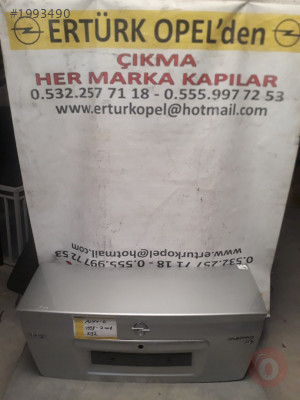 #1993490
ERTÜRK OPEL'den
ÇIKMA
HER MARKA KAPILAR
0.532.257 71 18 - 0.555.997 72 53
www.erturkopel@hotmail.com
www.erturkopel@hotmail
0.532.257 71 18 - 0.555.997 72 53